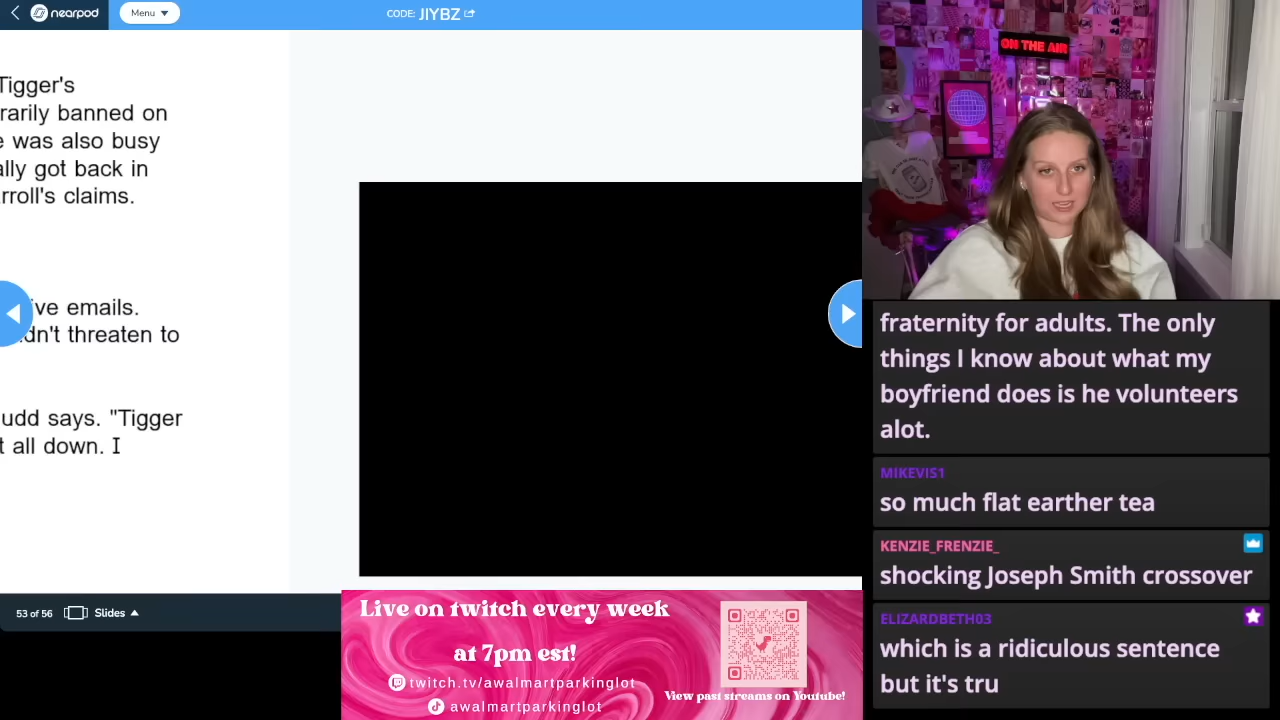 nearpod
Menu
CODE: JIYBZ
Tigger's
rarily banned on
e was also busy
ally got back in
rroll's claims.
ive emails.
dn't threaten to
udd says. "Tigger
t all down. I
53 of 56
Slides
Live on twitch every week
at 7pm est!
twitch.tv/awalmartparkinglot
awalmartparkinglot
View past streams on Youtube!
ON THE AIR
fraternity for adults. The only
things I know about what my
boyfriend does is he volunteers
alot.
MIKEVIS1
so much flat earther tea
KENZIE_FRENZIE_
shocking Joseph Smith crossover
ELIZARDBETH03
which is a ridiculous sentence
but it's tru